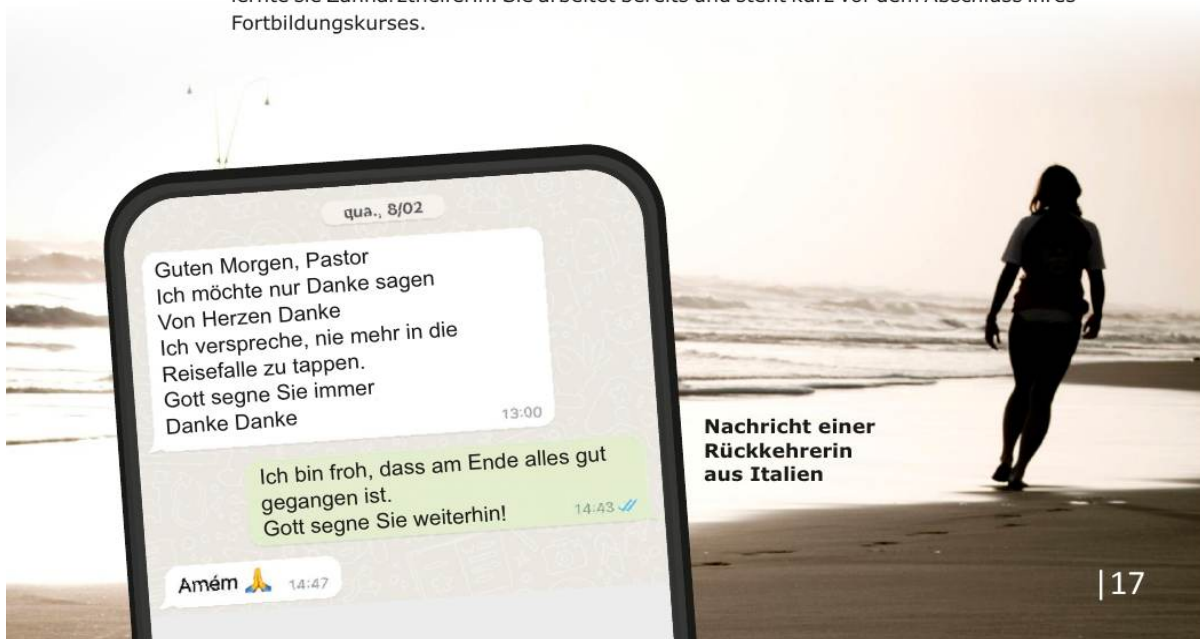 Fortbildungskurses.
qua., 8/02
Guten Morgen, Pastor
Ich möchte nur Danke sagen
Von Herzen Danke
Ich verspreche, nie mehr in die
Reisefalle zu tappen.
Gott segne Sie immer
Danke Danke
13:00
Ich bin froh, dass am Ende alles gut
gegangen ist.
Gott segne Sie weiterhin!
14:43
Amém 🙏 14:47
Nachricht einer
Rückkehrerin
aus Italien
|17